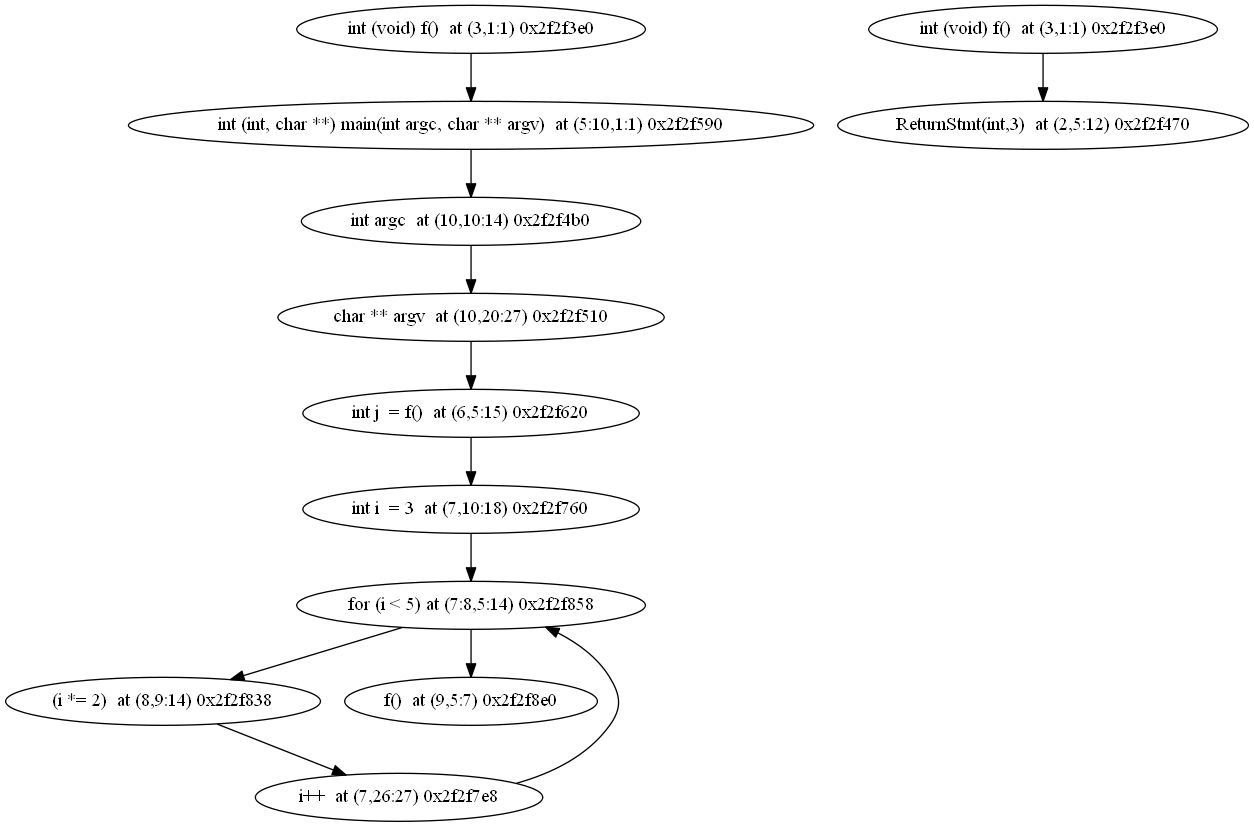 int (void) f()  at (3,1:1) 0x2f2f3e0
int (void) f()  at (3,1:1) 0x2f2f3e0
int (int, char **) main(int argc, char ** argv)  at (5:10,1:1) 0x2f2f590
ReturnStmt(int,3)  at (2,5:12) 0x2f2f470
int argc  at (10,10:14) 0x2f2f4b0
char ** argv  at (10,20:27) 0x2f2f510
int j  = f()  at (6,5:15) 0x2f2f620
int i  = 3  at (7,10:18) 0x2f2f760
for (i < 5) at (7:8,5:14) 0x2f2f858
(i *= 2)  at (8,9:14) 0x2f2f838
f()  at (9,5:7) 0x2f2f8e0
i++  at (7,26:27) 0x2f2f7e8